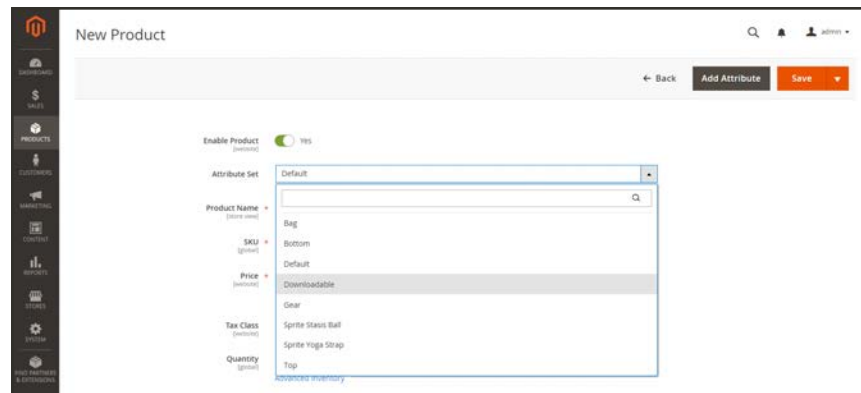 New Product
admin
DASHBOARD
SALES
PRODUCTS
CUSTOMERS
MARKETING
CONTENT
REPORTS
STORES
SYSTEM
FIND PARTNERS
& EXTENSIONS
← Back
Add Attribute
Save
Enable Product
[website]
Yes
Attribute Set
Default
Product Name *
[store view]
SKU *
[global]
Price *
[website]
Tax Class
[website]
Quantity
[global]
Bag
Bottom
Default
Downloadable
Gear
Sprite Stasis Ball
Sprite Yoga Strap
Top
Advanced Inventory